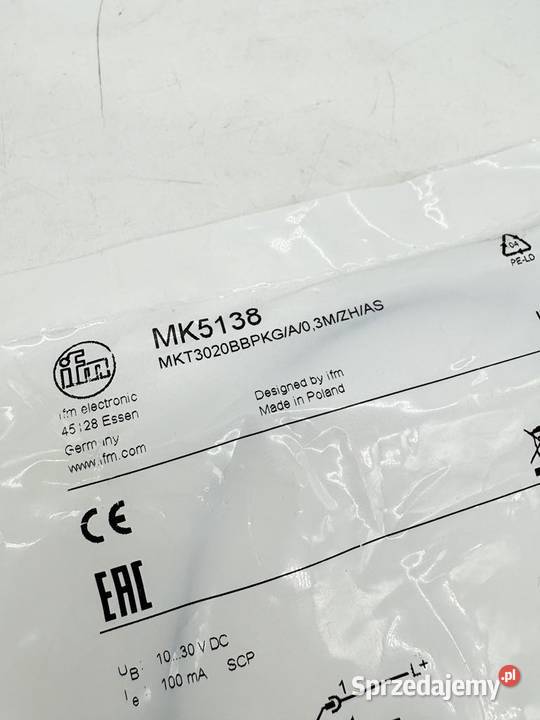 04
PE-LD
MK5138
MKT3020BBPKG/A/0,3M/ZH/AS
ifm
ifm electronic
45128 Essen
Germany
www.ifm.com
Designed by ifm
Made in Poland
CE
EAC
UB: 10...30 V DC
Ie: 100 mA SCP
1 L+
Sprzedajemy.pl